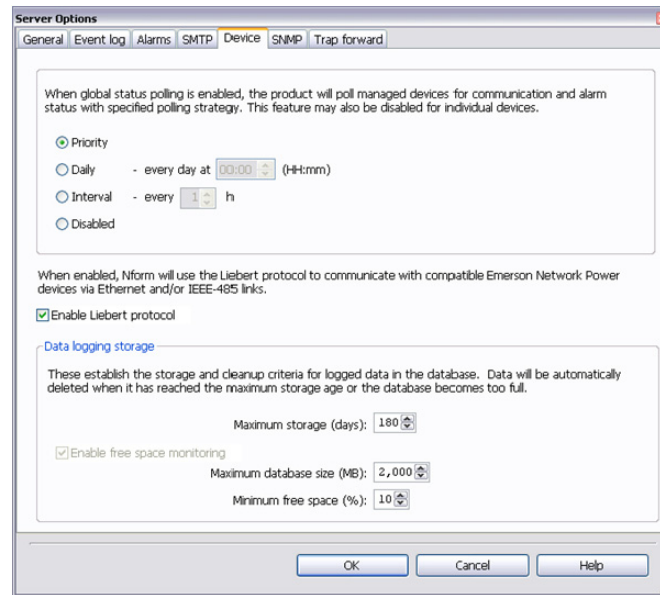 Server Options
General Event log Alarms SMTP Device SNMP Trap forward
When global status polling is enabled, the product will poll managed devices for communication and alarm
status with specified polling strategy. This feature may also be disabled for individual devices.
Priority
Daily - every day at 00:00 (HH:mm)
Interval - every 1 h
Disabled
When enabled, Nform will use the Liebert protocol to communicate with compatible Emerson Network Power
devices via Ethernet and/or IEEE-485 links.
Enable Liebert protocol
Data logging storage
These establish the storage and cleanup criteria for logged data in the database. Data will be automatically
deleted when it has reached the maximum storage age or the database becomes too full.
Maximum storage (days): 180
Enable free space monitoring
Maximum database size (MB): 2,000
Minimum free space (%): 10
OK Cancel Help